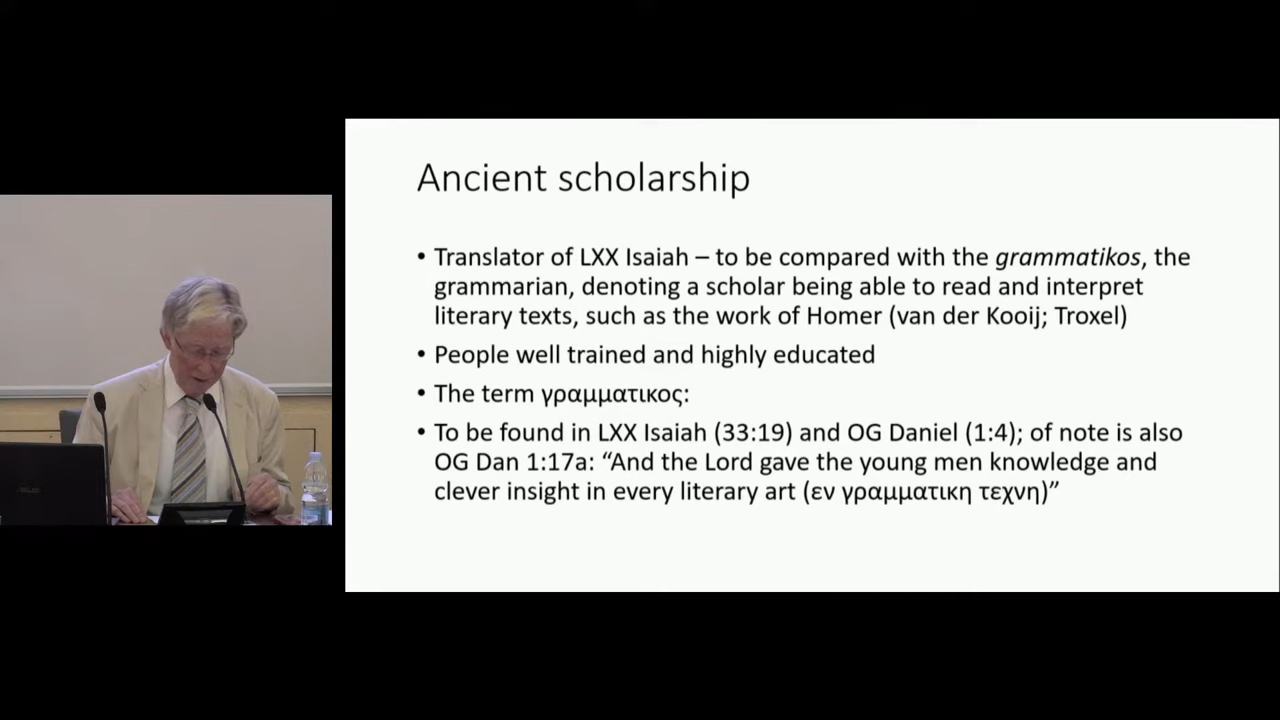 Ancient scholarship
• Translator of LXX Isaiah – to be compared with the grammatikos, the
grammarian, denoting a scholar being able to read and interpret
literary texts, such as the work of Homer (van der Kooij; Troxel)
• People well trained and highly educated
• The term γραμματικος:
• To be found in LXX Isaiah (33:19) and OG Daniel (1:4); of note is also
OG Dan 1:17a: “And the Lord gave the young men knowledge and
clever insight in every literary art (εν γραμματικη τεχνη)”